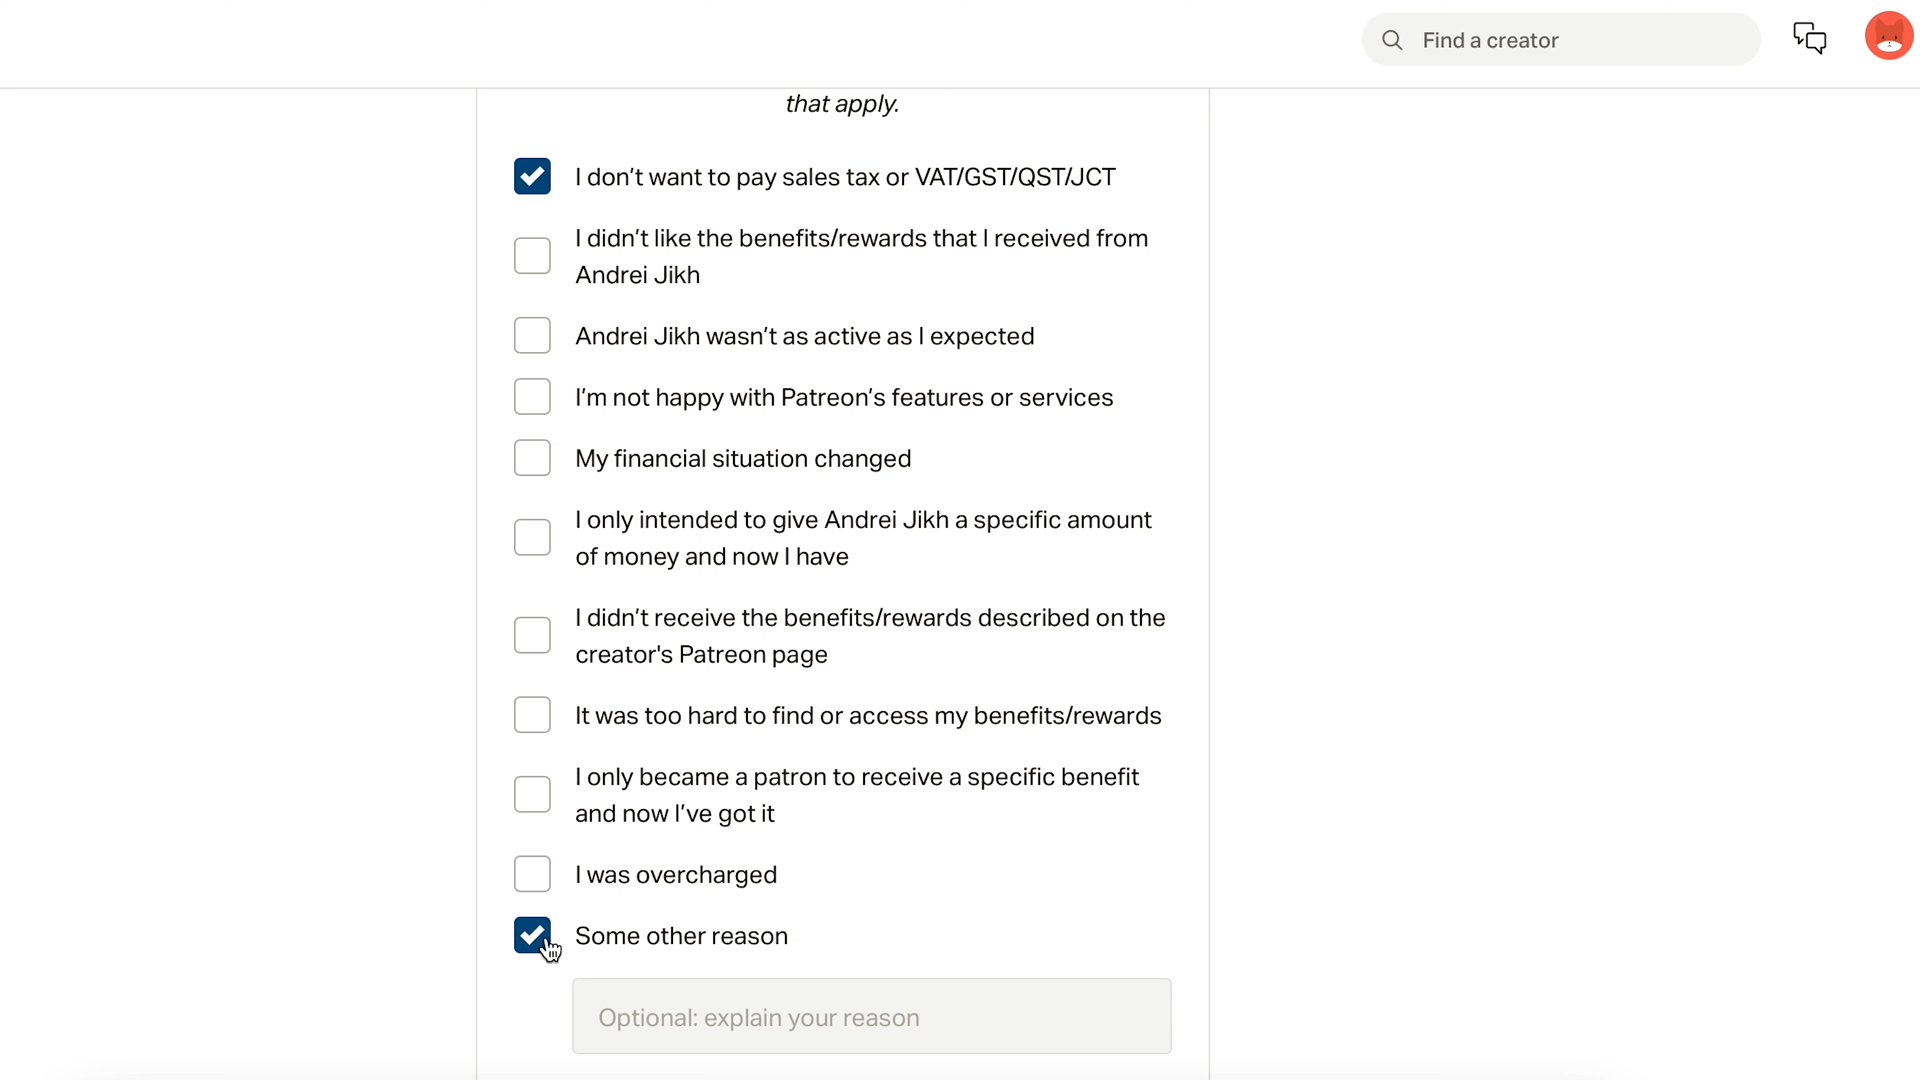 Find a creator
that apply.
I don't want to pay sales tax or VAT/GST/QST/JCT
I didn't like the benefits/rewards that I received from
Andrei Jikh
Andrei Jikh wasn't as active as I expected
I'm not happy with Patreon's features or services
My financial situation changed
I only intended to give Andrei Jikh a specific amount
of money and now I have
I didn't receive the benefits/rewards described on the
creator's Patreon page
It was too hard to find or access my benefits/rewards
I only became a patron to receive a specific benefit
and now I've got it
I was overcharged
Some other reason
Optional: explain your reason